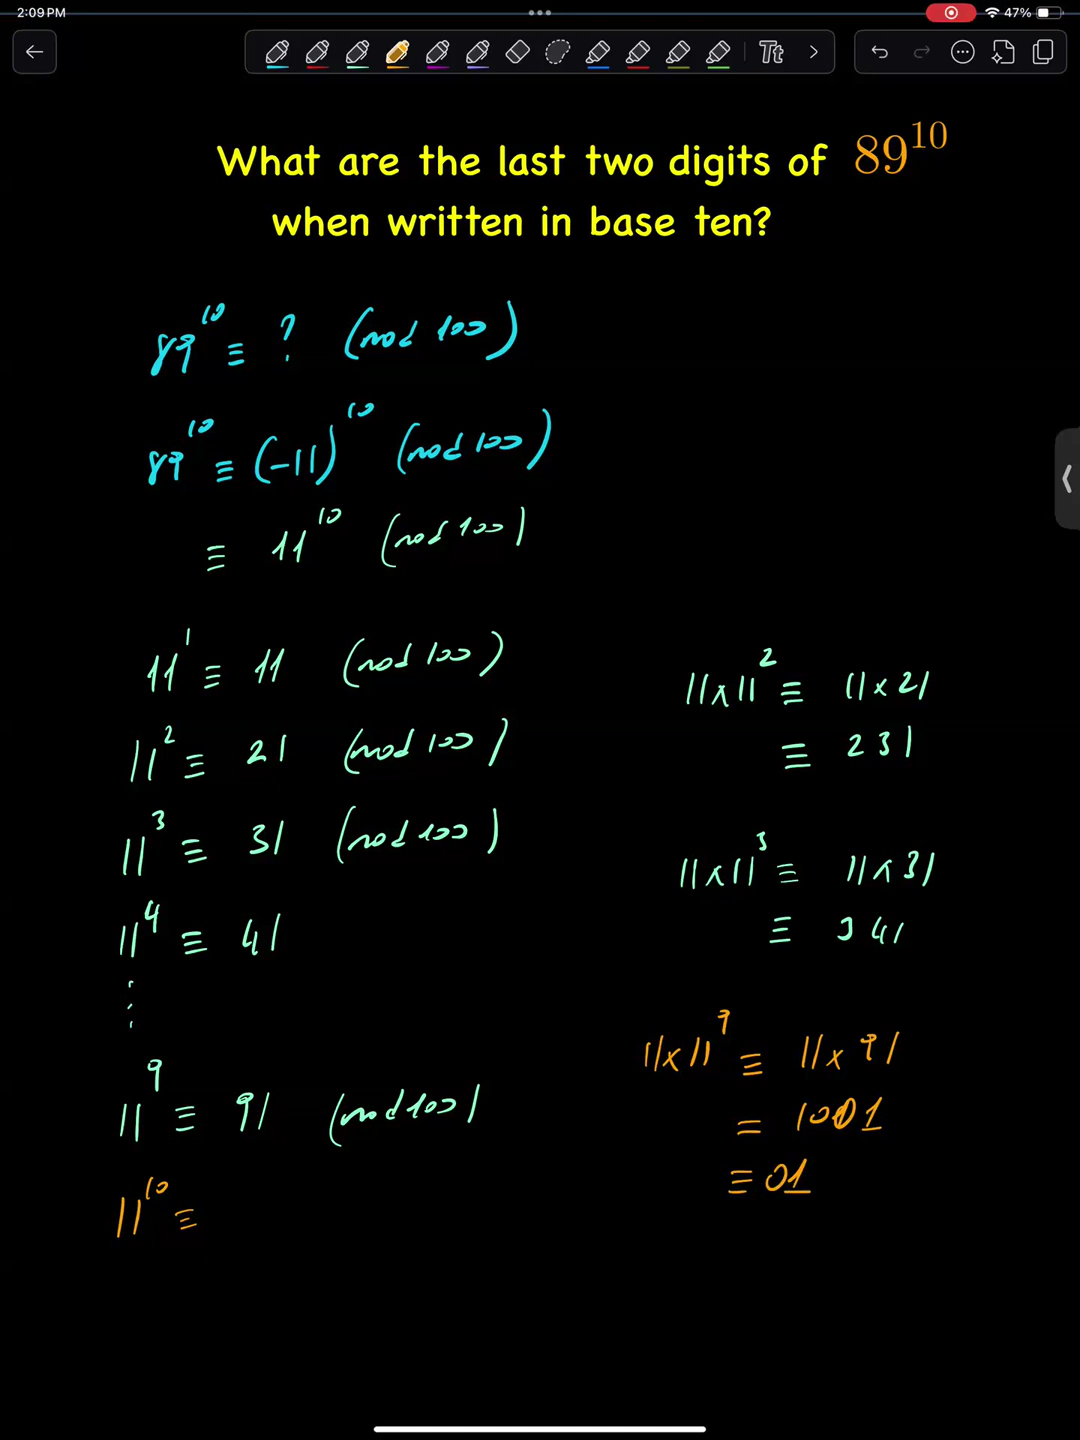 2:09 PM
47%
Tt
What are the last two digits of 89^10
when written in base ten?
89^10 ≡ ? (mod 100)
89^10 ≡ (-11)^10 (mod 100)
≡ 11^10 (mod 100)
11^1 ≡ 11 (mod 100)
11^2 ≡ 21 (mod 100)
11^3 ≡ 31 (mod 100)
11^4 ≡ 41
⋮
11^9 ≡ 91 (mod 100)
11^10 ≡
11×11^2 ≡ 11×21
≡ 231
11×11^3 ≡ 11×31
≡ 341
11×11^9 ≡ 11×91
= 1001
≡ 01